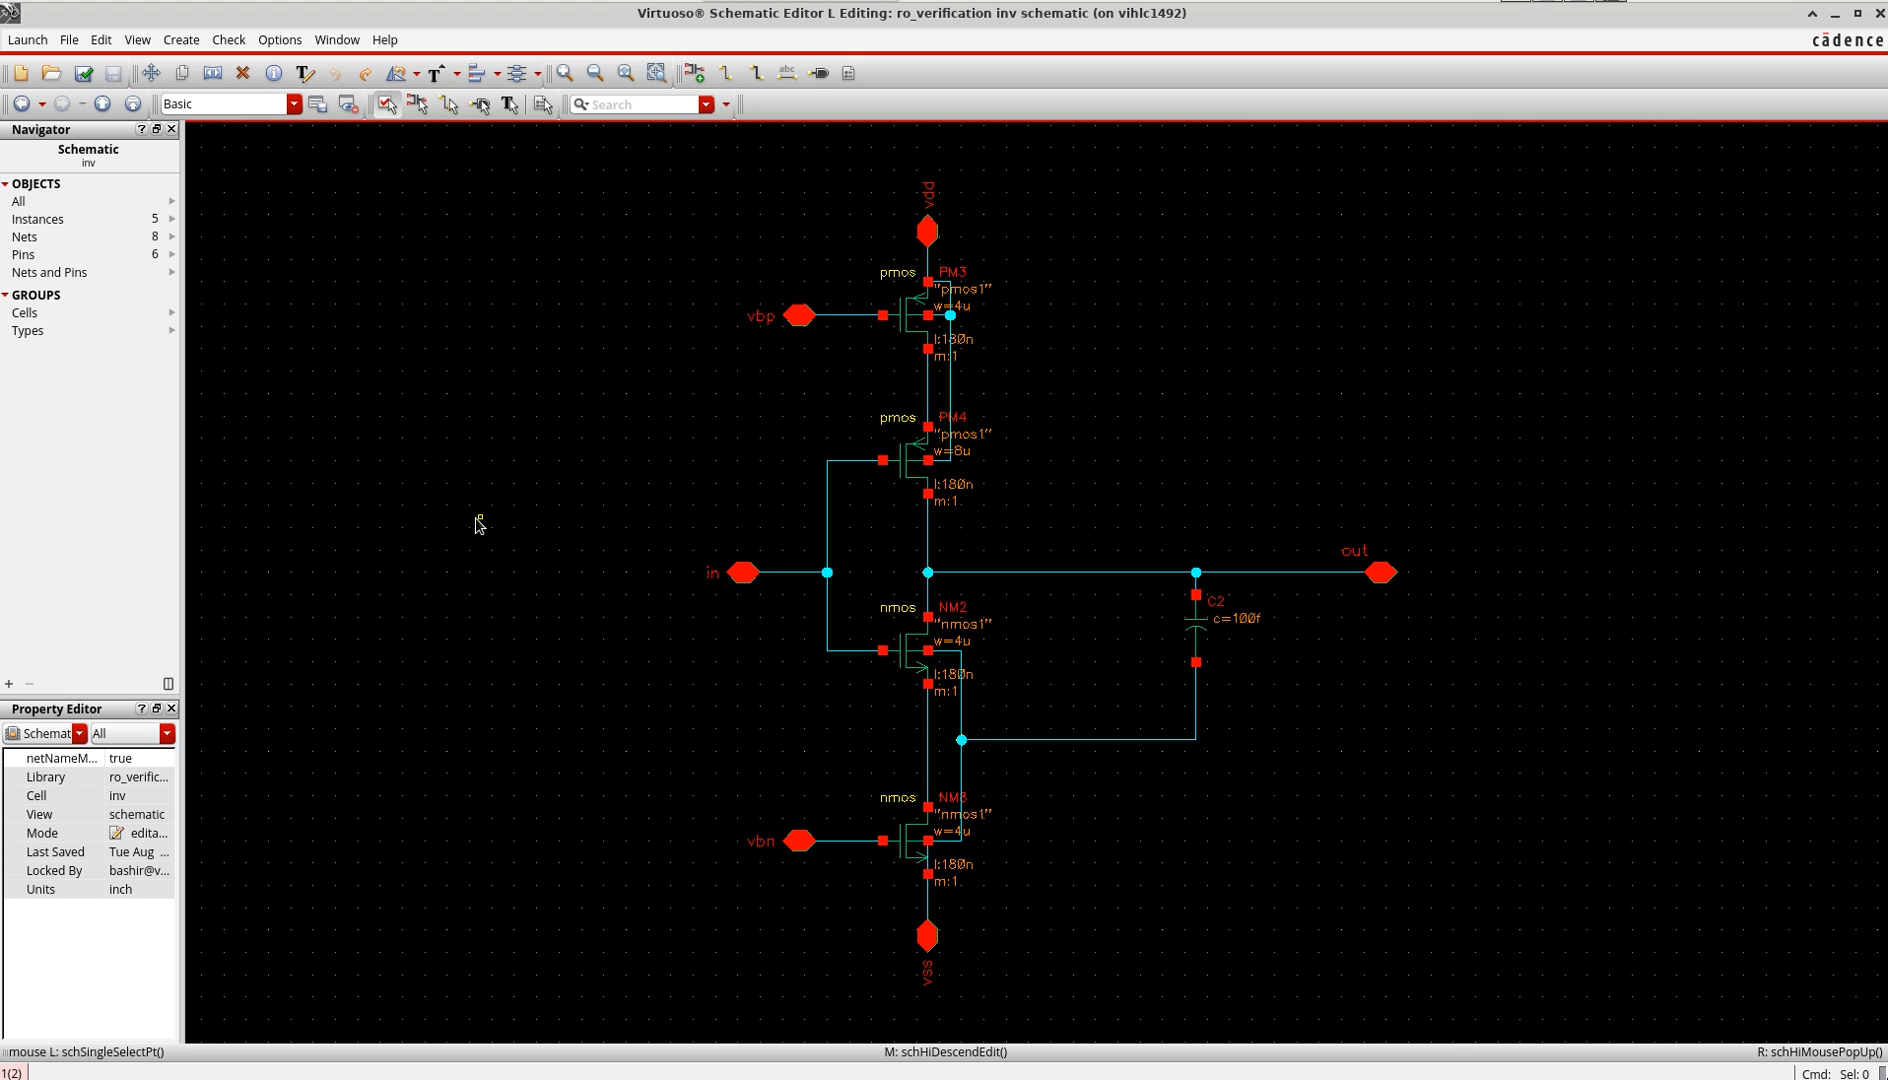 Virtuoso® Schematic Editor L Editing: ro_verification inv schematic (on vihlc1492)
Launch File Edit View Create Check Options Window Help
cādence
abc
Basic
Search
Navigator
Schematic
inv
OBJECTS
All
Instances 5
Nets 8
Pins 6
Nets and Pins
GROUPS
Cells
Types
Property Editor
Schemat All
netNameM... true
Library ro_verific...
Cell inv
View schematic
Mode edita...
Last Saved Tue Aug ...
Locked By bashir@v...
Units inch
vdd
pmos PM3
"pmos1"
w=4u
vbp
l:180n
m:1
pmos PM4
"pmos1"
w=8u
l:180n
m:1
out
in
C2
c=100f
nmos NM2
"nmos1"
w=4u
l:180n
m:1
nmos NM3
"nmos1"
w=4u
vbn
l:180n
m:1
vss
mouse L: schSingleSelectPt() M: schHiDescendEdit() R: schHiMousePopUp()
1(2) Cmd: Sel: 0